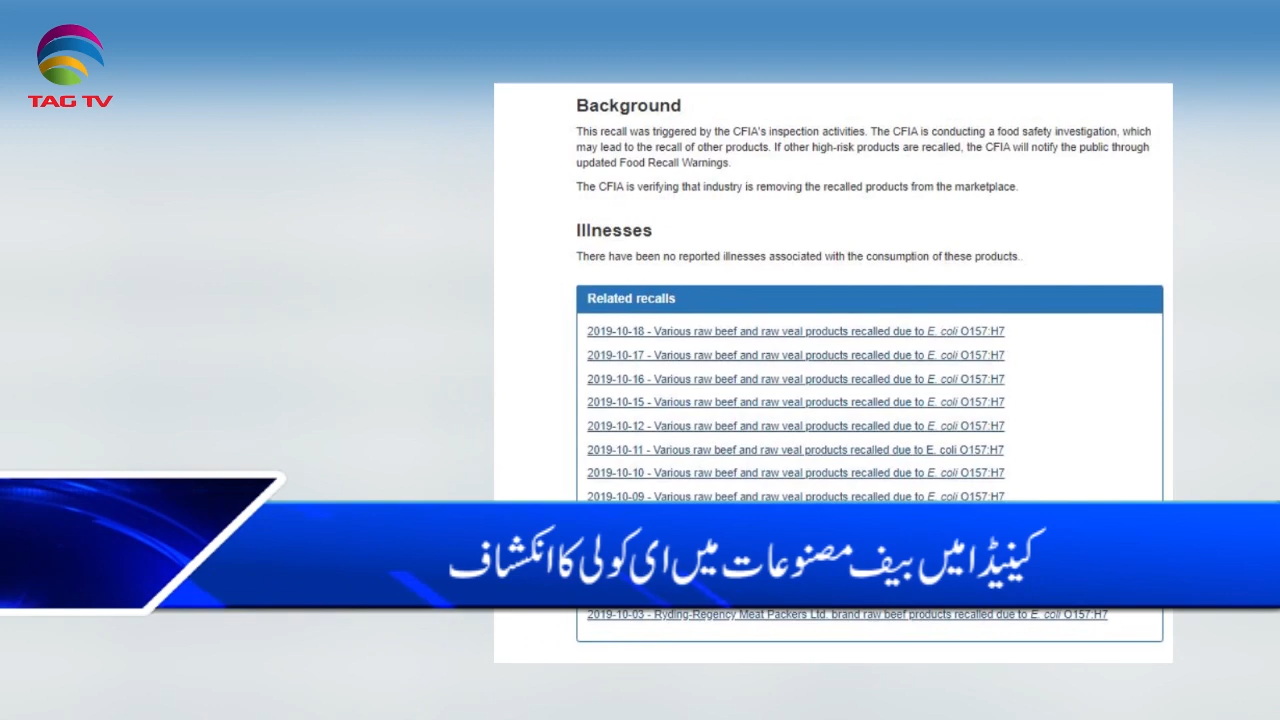 TAG TV
Background
This recall was triggered by the CFIA's inspection activities. The CFIA is conducting a food safety investigation, which
may lead to the recall of other products. If other high-risk products are recalled, the CFIA will notify the public through
updated Food Recall Warnings.
The CFIA is verifying that industry is removing the recalled products from the marketplace.
Illnesses
There have been no reported illnesses associated with the consumption of these products..
Related recalls
2019-10-18 - Various raw beef and raw veal products recalled due to E. coli O157:H7
2019-10-17 - Various raw beef and raw veal products recalled due to E. coli O157:H7
2019-10-16 - Various raw beef and raw veal products recalled due to E. coli O157:H7
2019-10-15 - Various raw beef and raw veal products recalled due to E. coli O157:H7
2019-10-12 - Various raw beef and raw veal products recalled due to E. coli O157:H7
2019-10-11 - Various raw beef and raw veal products recalled due to E. coli O157:H7
2019-10-10 - Various raw beef and raw veal products recalled due to E. coli O157:H7
2019-10-09 - Various raw beef and raw veal products recalled due to E. coli O157:H7
کینیڈا میں بیف مصنوعات میں ای کولی کا انکشاف
2019-10-03 - Ryding-Regency Meat Packers Ltd. brand raw beef products recalled due to E. coli O157:H7